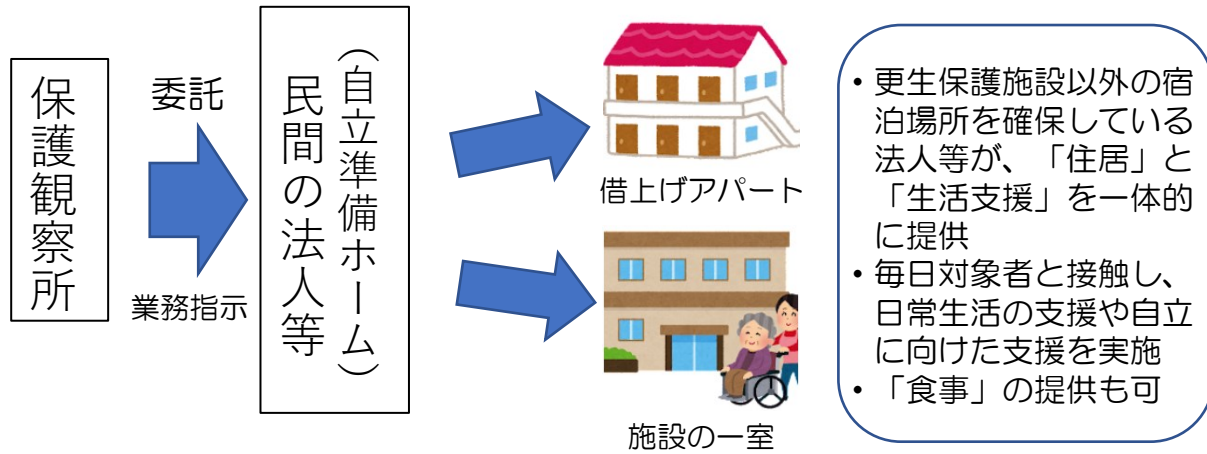 保護観察所
委託
業務指示
民間の法人等
（自立準備ホーム）
借上げアパート
施設の一室
・更生保護施設以外の宿
泊場所を確保している
法人等が、「住居」と
「生活支援」を一体的
に提供
・毎日対象者と接触し、
日常生活の支援や自立
に向けた支援を実施
・「食事」の提供も可